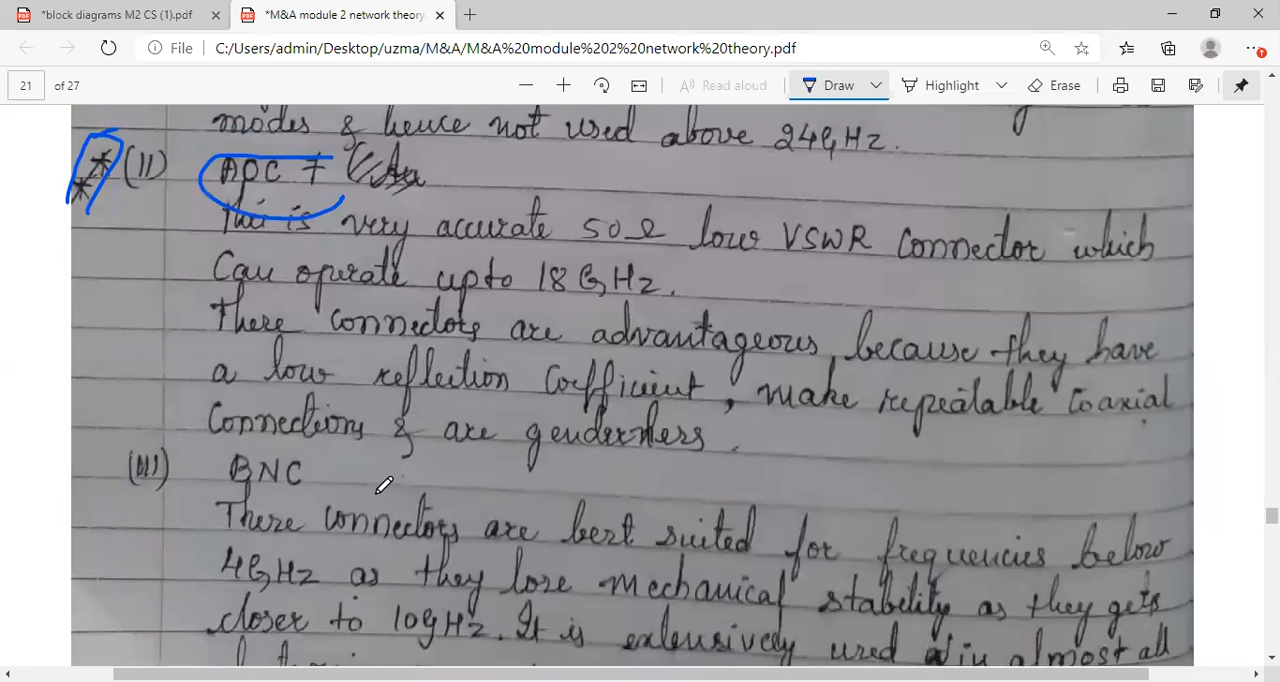 *block diagrams M2 CS (1).pdf
*M&A module 2 network theory.
File C:/Users/admin/Desktop/uzma/M&A/M&A%20module%202%20network%20theory.pdf
21 of 27 Read aloud Draw Highlight Erase
modes & hence not used above 24GHz.
** (II) APC 7
This is very accurate 50Ω low VSWR connector which
Can operate upto 18 GHz.
These connectors are advantageous, because they have
a low reflection coefficient, make repeatable coaxial
Connections & are genderners.
(III) BNC
These connectors are best suited for frequencies below
4GHz as they lose mechanical stability as they gets
closer to 10GHz. It is extensively used in almost all